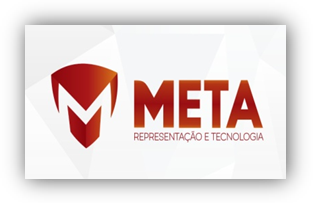 META
REPRESENTAÇÃO E TECNOLOGIA